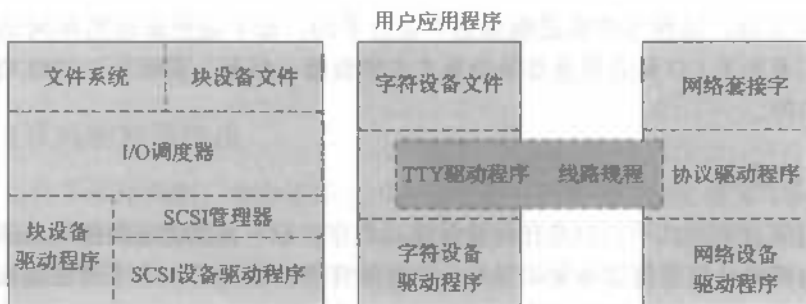 用户应用程序
文件系统
块设备文件
I/O调度器
块设备
驱动程序
SCSI管理器
SCSI设备驱动程序
字符设备文件
TTY驱动程序
线路规程
字符设备
驱动程序
网络套接字
协议驱动程序
网络设备
驱动程序